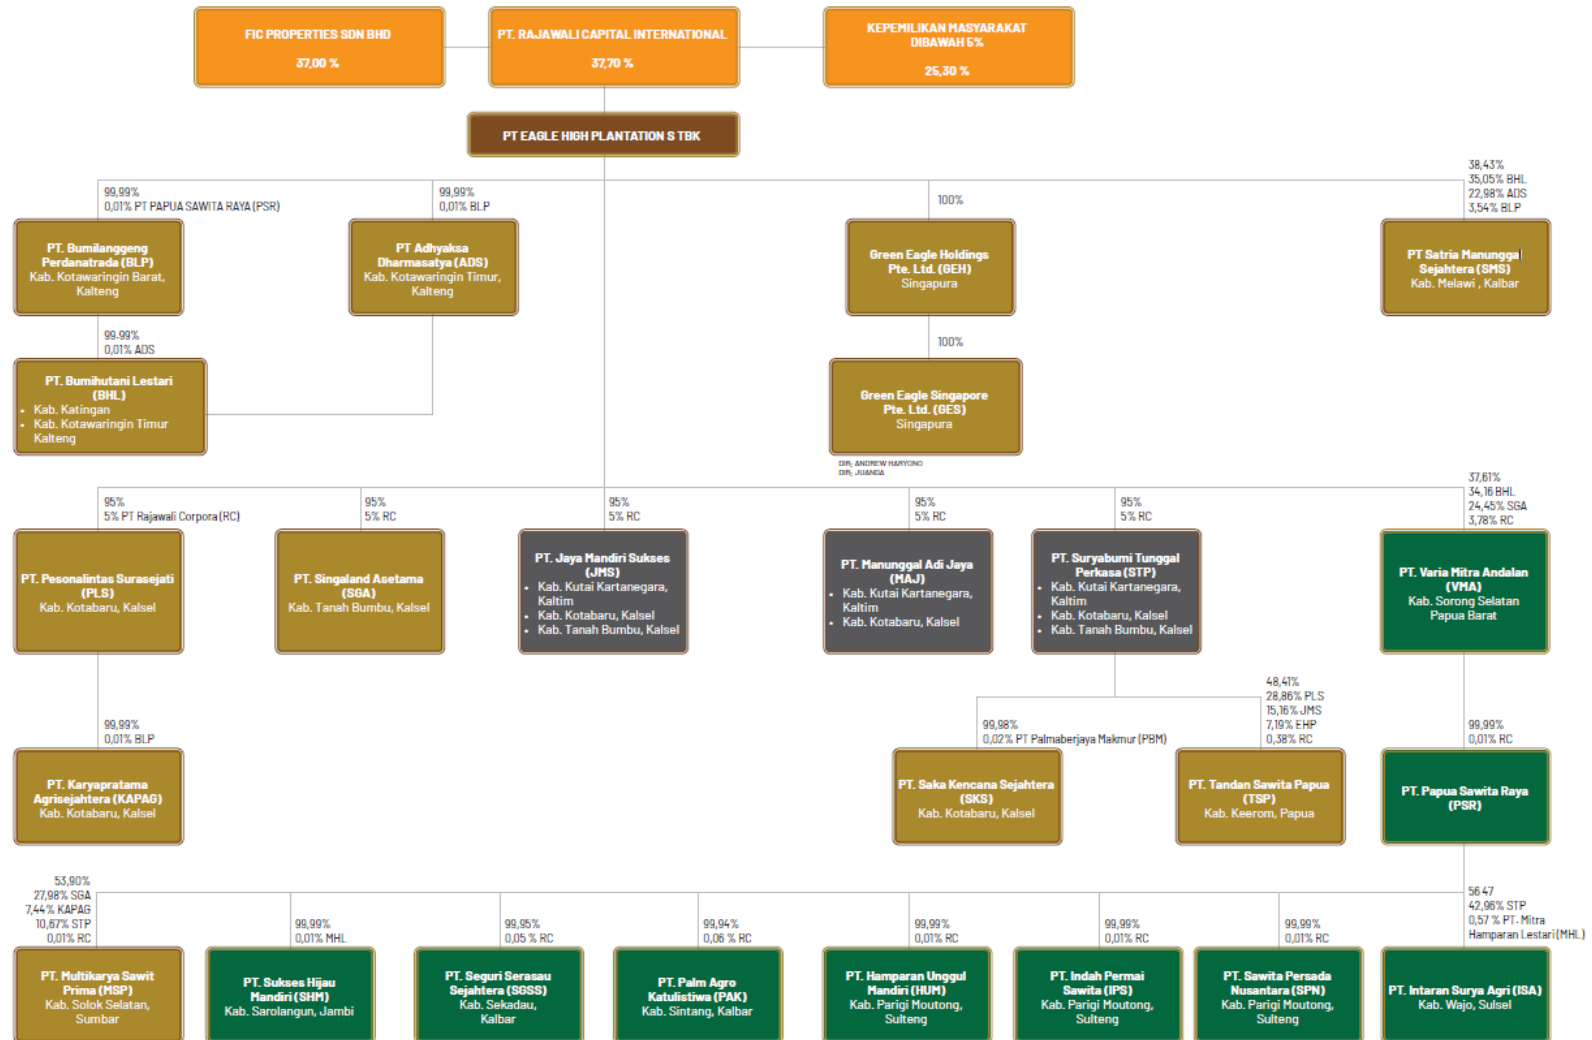 FIC PROPERTIES SDN BHD
37,00 %
PT. RAJAWALI CAPITAL INTERNATIONAL
37,70 %
KEPEMILIKAN MASYARAKAT
DIBAWAH 5%
25,30 %
PT EAGLE HIGH PLANTATION S TBK
99,99%
0,01% PT PAPUA SAWITA RAYA (PSR)
99,99%
0,01% BLP
100%
38,43%
35,05% BHL
22,98% ADS
3,54% BLP
PT. Bumilanggeng
Perdanatrada (BLP)
Kab. Kotawaringin Barat,
Kalteng
PT Adhyaksa
Dharmasatya (ADS)
Kab. Kotawaringin Timur,
Kalteng
Green Eagle Holdings
Pte. Ltd. (GEH)
Singapura
PT Satria Manunggal
Sejahtera (SMS)
Kab. Melawi , Kalbar
99.99%
0,01% ADS
100%
PT. Bumihutani Lestari
(BHL)
• Kab. Katingan
• Kab. Kotawaringin Timur
Kalteng
Green Eagle Singapore
Pte. Ltd. (GES)
Singapura
DIR; ANDREW HARYONO
DIR; JUANDA
95%
5% PT Rajawali Corpora (RC)
95%
5% RC
95%
5% RC
95%
5% RC
95%
5% RC
37,61%
34,16 BHL
24,45% SGA
3,78% RC
PT. Pesonalintas Surasejati
(PLS)
Kab. Kotabaru, Kalsel
PT. Singaland Asetama
(SGA)
Kab. Tanah Bumbu, Kalsel
PT. Jaya Mandiri Sukses
(JMS)
• Kab. Kutai Kartanegara,
Kaltim
• Kab. Kotabaru, Kalsel
• Kab. Tanah Bumbu, Kalsel
PT. Manunggal Adi Jaya
(MAJ)
• Kab. Kutai Kartanegara,
Kaltim
• Kab. Kotabaru, Kalsel
PT. Suryabumi Tunggal
Perkasa (STP)
• Kab. Kutai Kartanegara,
Kaltim
• Kab. Kotabaru, Kalsel
• Kab. Tanah Bumbu, Kalsel
PT. Varia Mitra Andalan
(VMA)
Kab. Sorong Selatan
Papua Barat
99,99%
0,01% BLP
99,98%
0,02% PT Palmaberjaya Makmur (PBM)
48,41%
28,86% PLS
15,16% JMS
7,19% EHP
0,38% RC
99,99%
0,01% RC
PT. Karyapratama
Agrisejahtera (KAPAG)
Kab. Kotabaru, Kalsel
PT. Saka Kencana Sejahtera
(SKS)
Kab. Kotabaru, Kalsel
PT. Tandan Sawita Papua
(TSP)
Kab. Keerom, Papua
PT. Papua Sawita Raya
(PSR)
53,90%
27,98% SGA
7,44% KAPAG
10,67% STP
0,01% RC
99,99%
0,01% MHL
99,95%
0,05 % RC
99,94%
0,06 % RC
99,99%
0,01% RC
99,99%
0,01% RC
99,99%
0,01% RC
56 47
42,96% STP
0,57 % PT. Mitra
Hamparan Lestari (MHL)
PT. Multikarya Sawit
Prima (MSP)
Kab. Solok Selatan,
Sumbar
PT. Sukses Hijau
Mandiri (SHM)
Kab. Sarolangun, Jambi
PT. Seguri Serasau
Sejahtera (SGSS)
Kab. Sekadau,
Kalbar
PT. Palm Agro
Katulistiwa (PAK)
Kab. Sintang, Kalbar
PT. Hamparan Unggul
Mandiri (HUM)
Kab. Parigi Moutong,
Sulteng
PT. Indah Permai
Sawita (IPS)
Kab. Parigi Moutong,
Sulteng
PT. Sawita Persada
Nusantara (SPN)
Kab. Parigi Moutong,
Sulteng
PT. Intaran Surya Agri (ISA)
Kab. Wajo, Sulsel